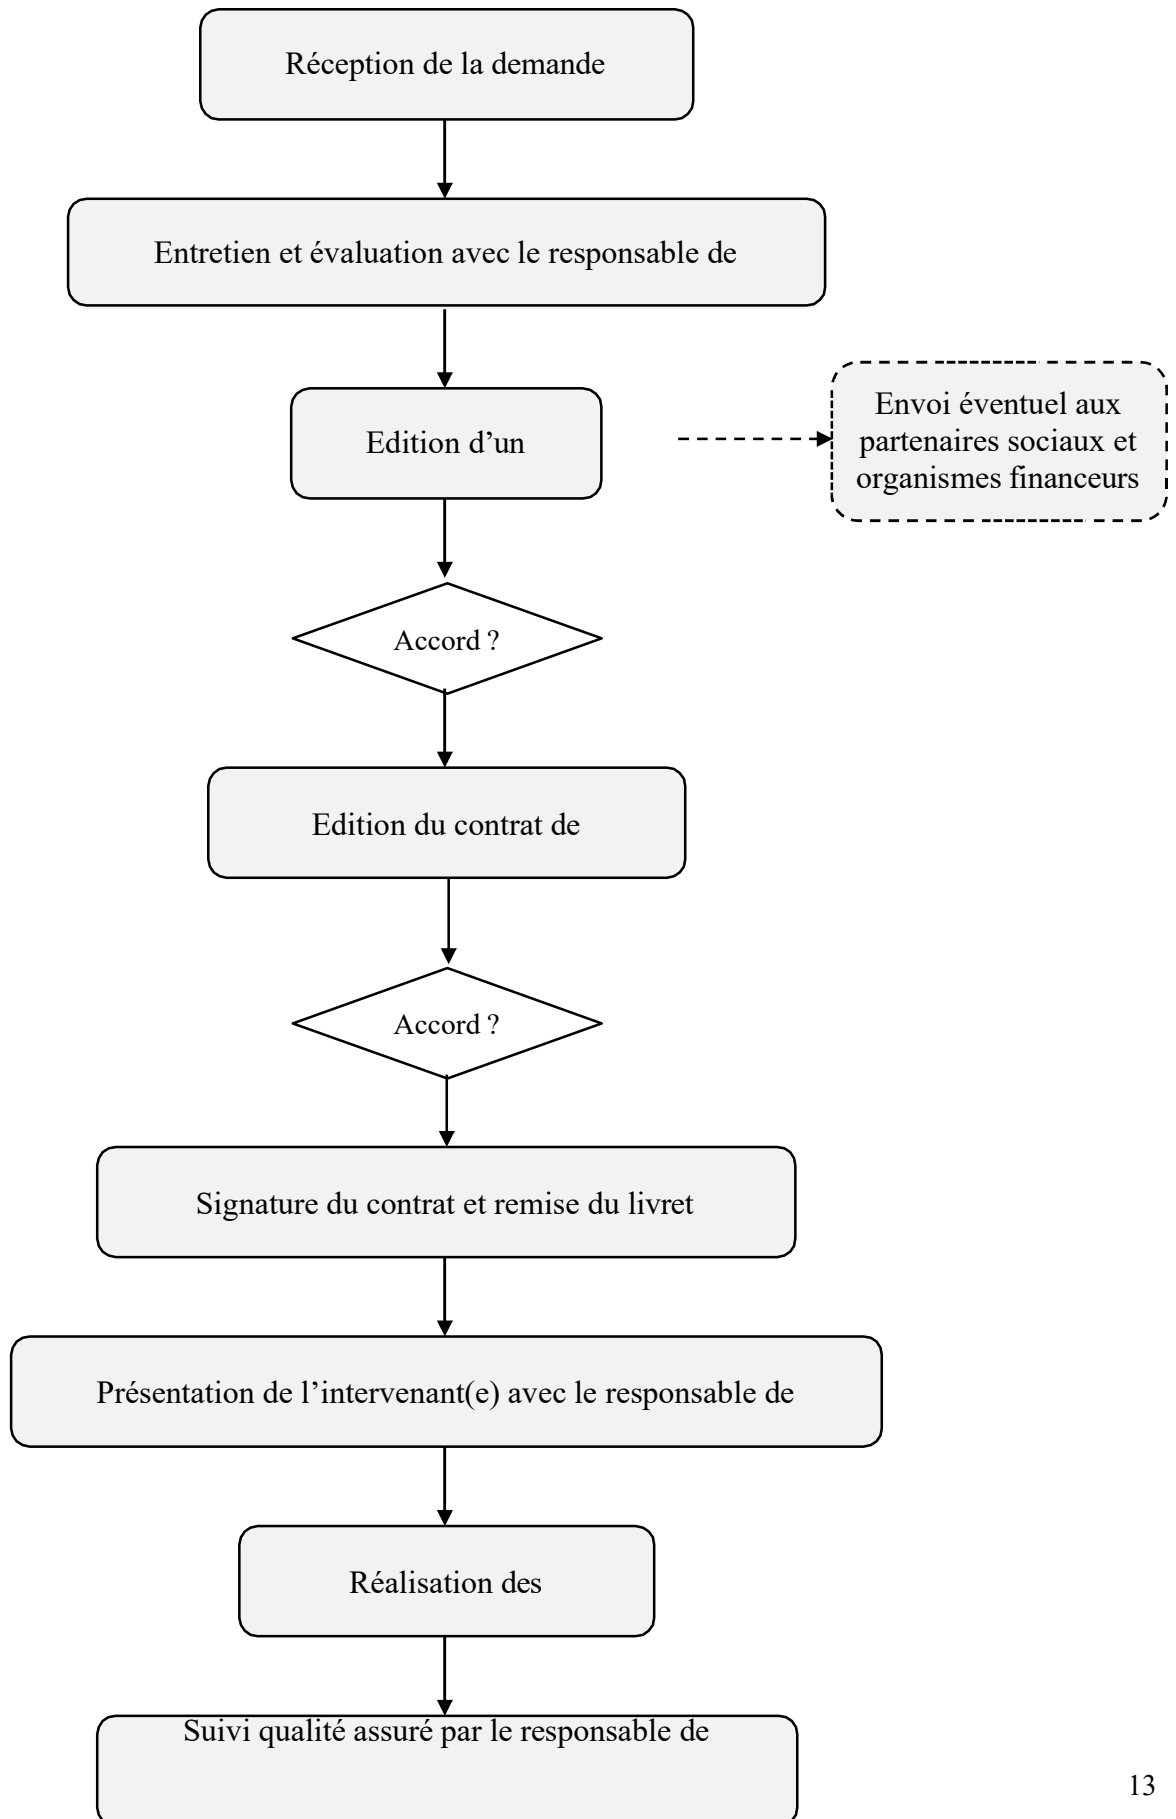 Réception de la demande
Entretien et évaluation avec le responsable de
Edition d’un
Envoi éventuel aux
partenaires sociaux et
organismes financeurs
Accord ?
Edition du contrat de
Accord ?
Signature du contrat et remise du livret
Présentation de l’intervenant(e) avec le responsable de
Réalisation des
Suivi qualité assuré par le responsable de
13